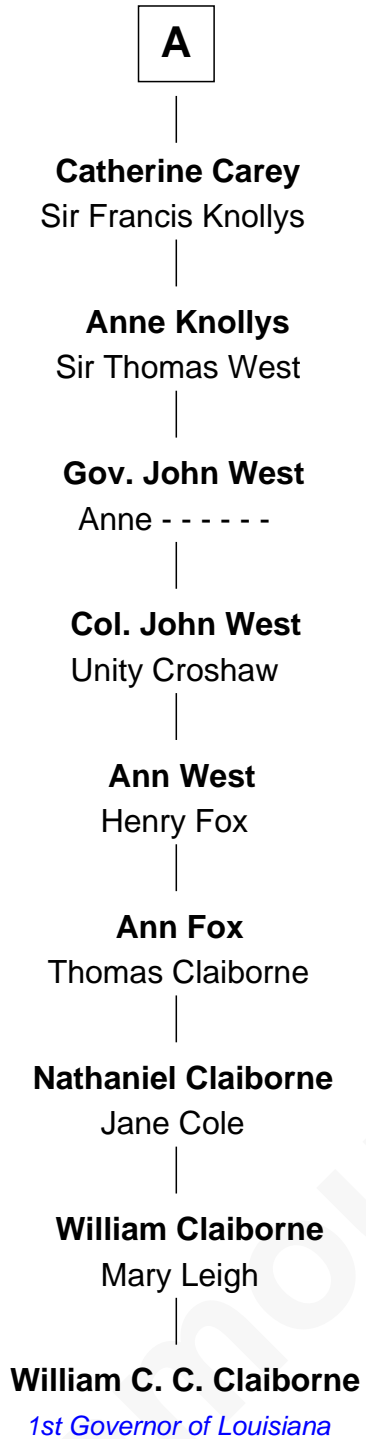 A
Catherine Carey
Sir Francis Knollys
Anne Knollys
Sir Thomas West
Gov. John West
Anne - - - - - -
Col. John West
Unity Croshaw
Ann West
Henry Fox
Ann Fox
Thomas Claiborne
Nathaniel Claiborne
Jane Cole
William Claiborne
Mary Leigh
William C. C. Claiborne
1st Governor of Louisiana